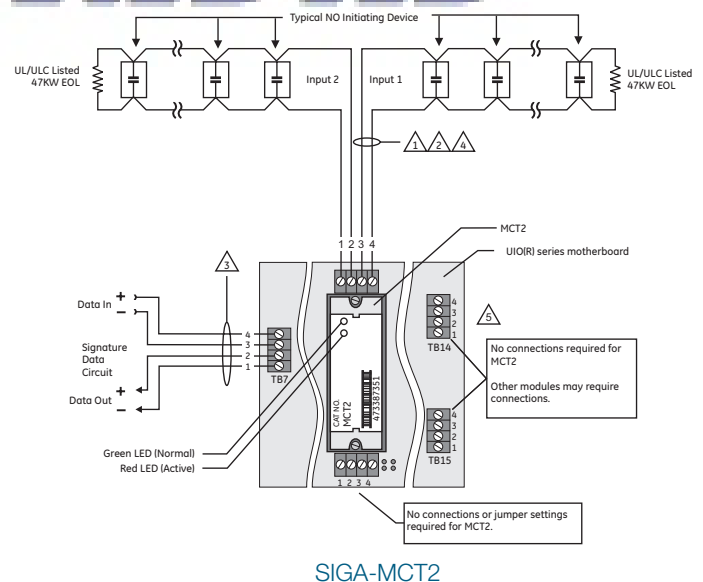 Typical NO Initiating Device
UL/ULC Listed
47KW EOL
Input 2
Input 1
UL/ULC Listed
47KW EOL
1
2
4
1 2 3 4
MCT2
UIO(R) series motherboard
3
Data In
+
–
Signature
Data
Circuit
Data Out
+
–
4
3
2
1
TB7
CAT NO.
MCT2
473387351
4
3
2
1
TB14
5
No connections required for
MCT2
Other modules may require
connections.
4
3
2
1
TB15
Green LED (Normal)
Red LED (Active)
1 2 3 4
No connections or jumper settings
required for MCT2.
SIGA-MCT2